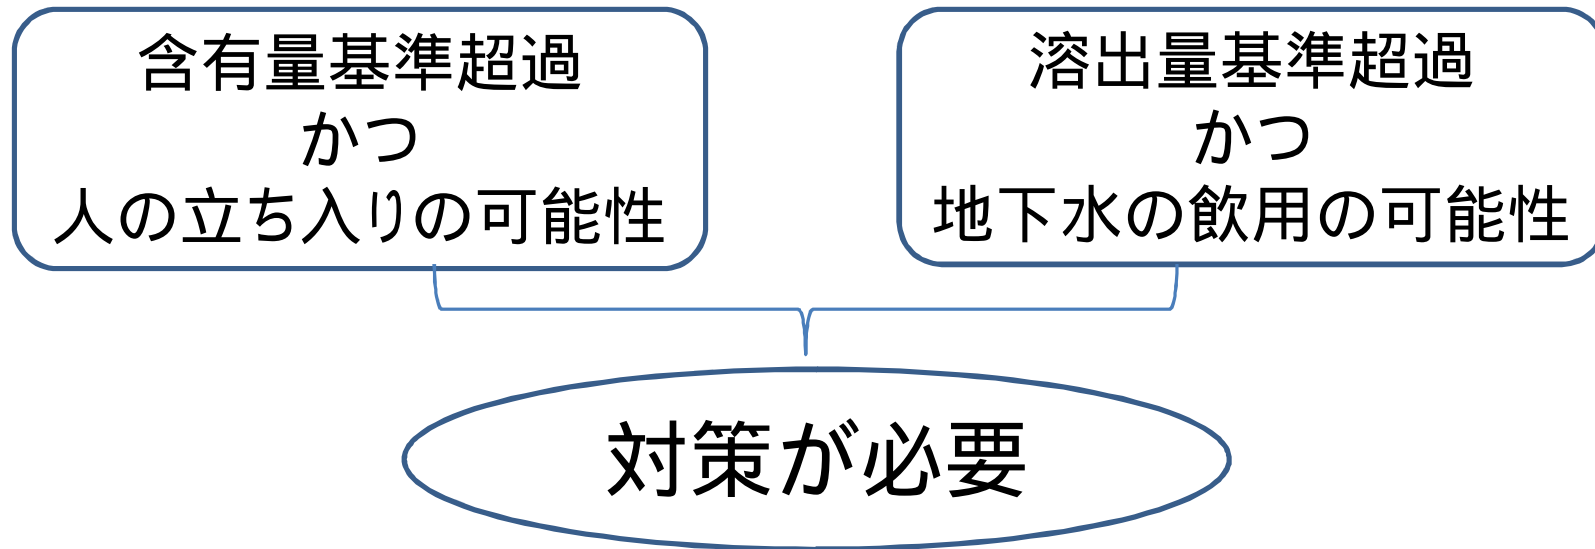 含有量基準超過
かつ
人の立ち入りの可能性
溶出量基準超過
かつ
地下水の飲用の可能性
対策が必要